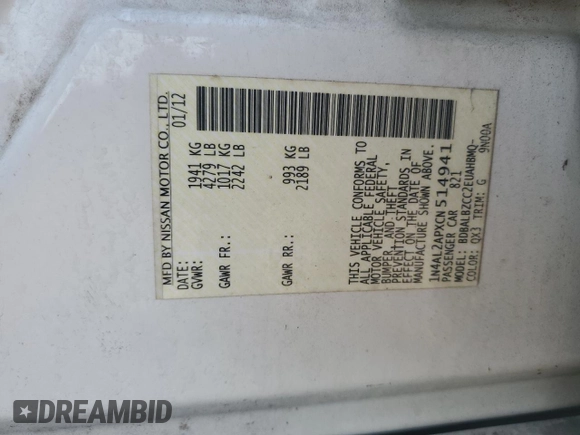 MFD BY NISSAN MOTOR CO., LTD.
DATE: 01/12
GVWR: 1941 KG
4279 LB
GAWR FR.: 1017 KG
2242 LB
GAWR RR.: 993 KG
2189 LB
THIS VEHICLE CONFORMS TO
ALL APPLICABLE FEDERAL
MOTOR VEHICLE SAFETY,
BUMPER, AND THEFT
PREVENTION STANDARDS IN
EFFECT ON THE DATE OF
MANUFACTURE SHOWN ABOVE.
1N4AL2APXCN514941
PASSENGER CAR 821
MODEL: BDBALBZCC2EUAHBMQ-
COLOR: QX3 TRIM: G 9N00A
DREAMBID